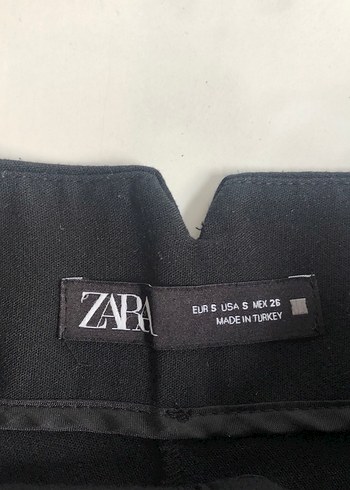 ZARA
EUR S USA S MEX 26
MADE IN TURKEY